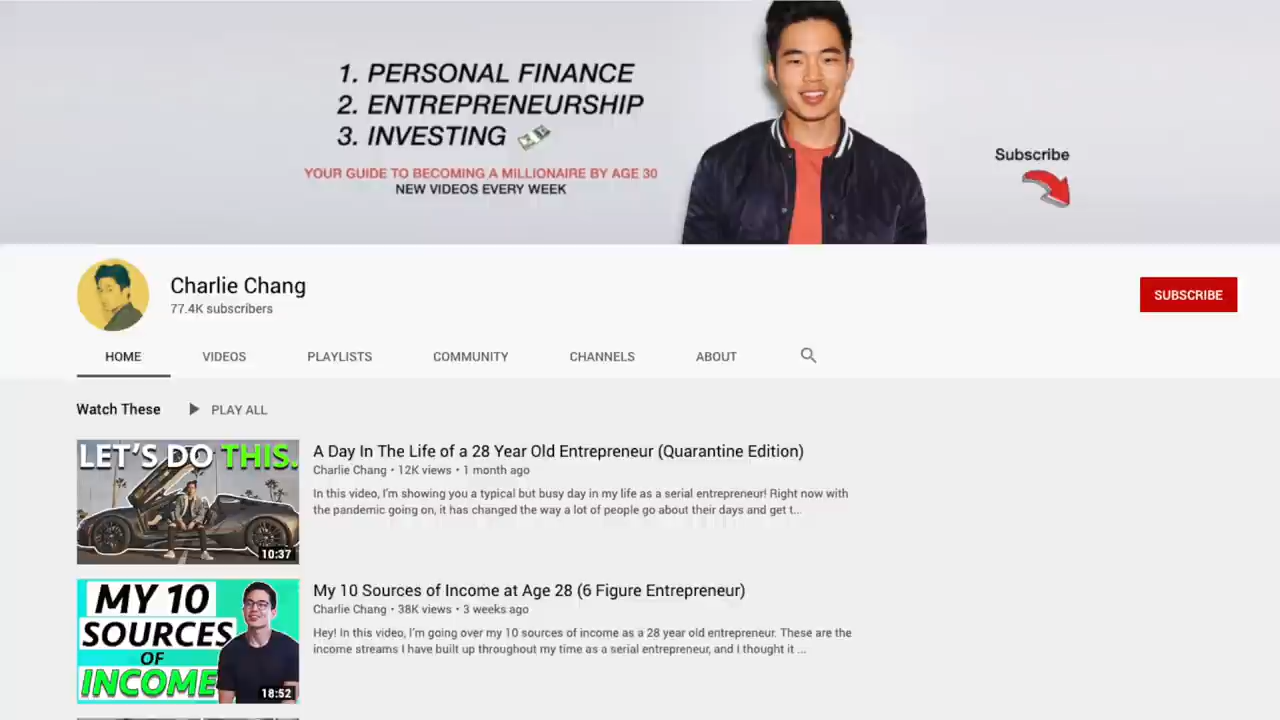 1. PERSONAL FINANCE
2. ENTREPRENEURSHIP
3. INVESTING
YOUR GUIDE TO BECOMING A MILLIONAIRE BY AGE 30
NEW VIDEOS EVERY WEEK
Subscribe
Charlie Chang
77.4K subscribers
SUBSCRIBE
HOME VIDEOS PLAYLISTS COMMUNITY CHANNELS ABOUT
Watch These PLAY ALL
LET'S DO THIS.
10:37
A Day In The Life of a 28 Year Old Entrepreneur (Quarantine Edition)
Charlie Chang • 12K views • 1 month ago
In this video, I'm showing you a typical but busy day in my life as a serial entrepreneur! Right now with
the pandemic going on, it has changed the way a lot of people go about their days and get t...
MY 10
SOURCES
OF
INCOME
18:52
My 10 Sources of Income at Age 28 (6 Figure Entrepreneur)
Charlie Chang • 38K views • 3 weeks ago
Hey! In this video, I'm going over my 10 sources of income as a 28 year old entrepreneur. These are the
income streams I have built up throughout my time as a serial entrepreneur, and I thought it ...